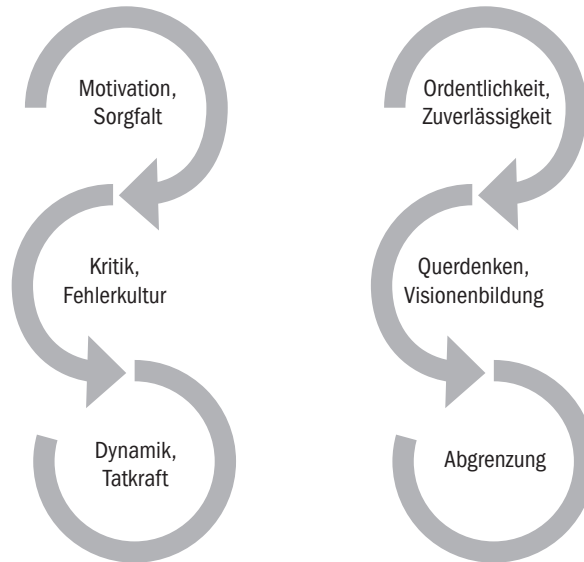 Motivation,
Sorgfalt
Kritik,
Fehlerkultur
Dynamik,
Tatkraft
Ordentlichkeit,
Zuverlässigkeit
Querdenken,
Visionenbildung
Abgrenzung